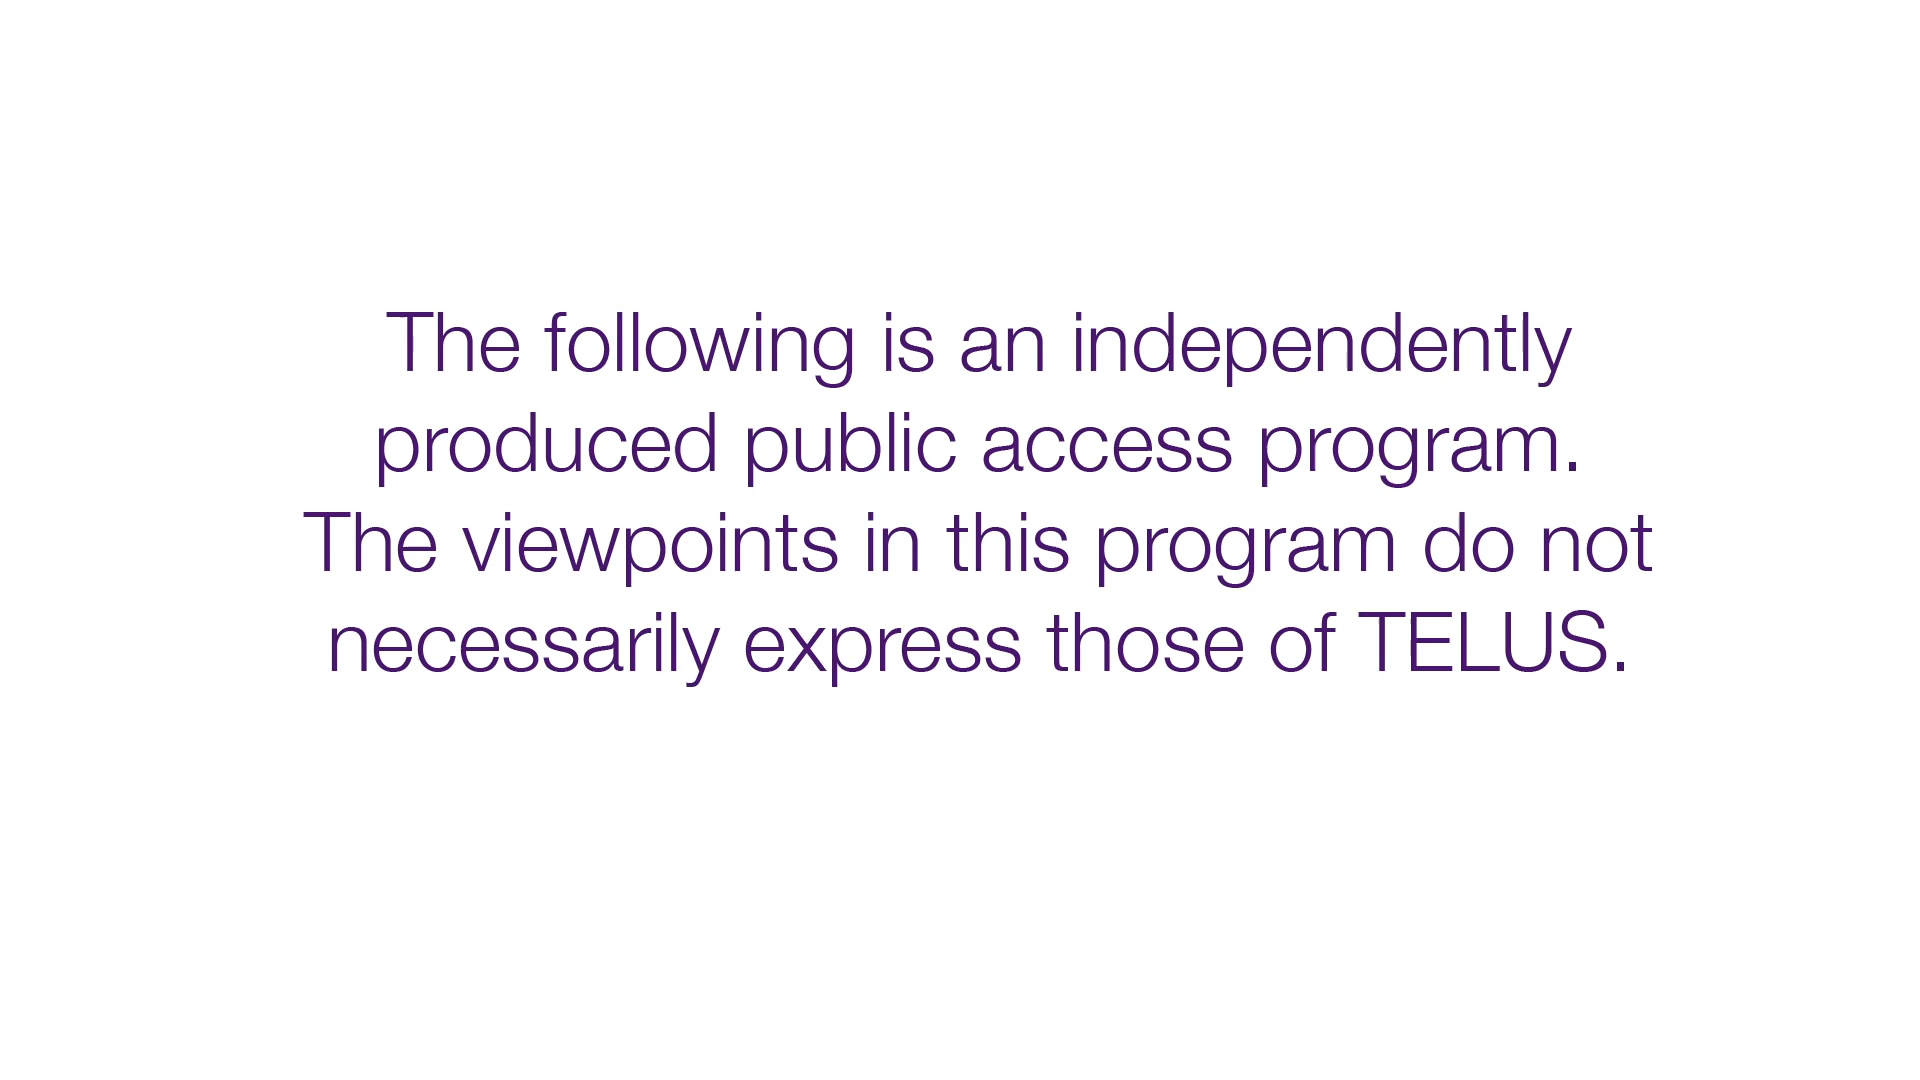 The following is an independently
produced public access program.
The viewpoints in this program do not
necessarily express those of TELUS.